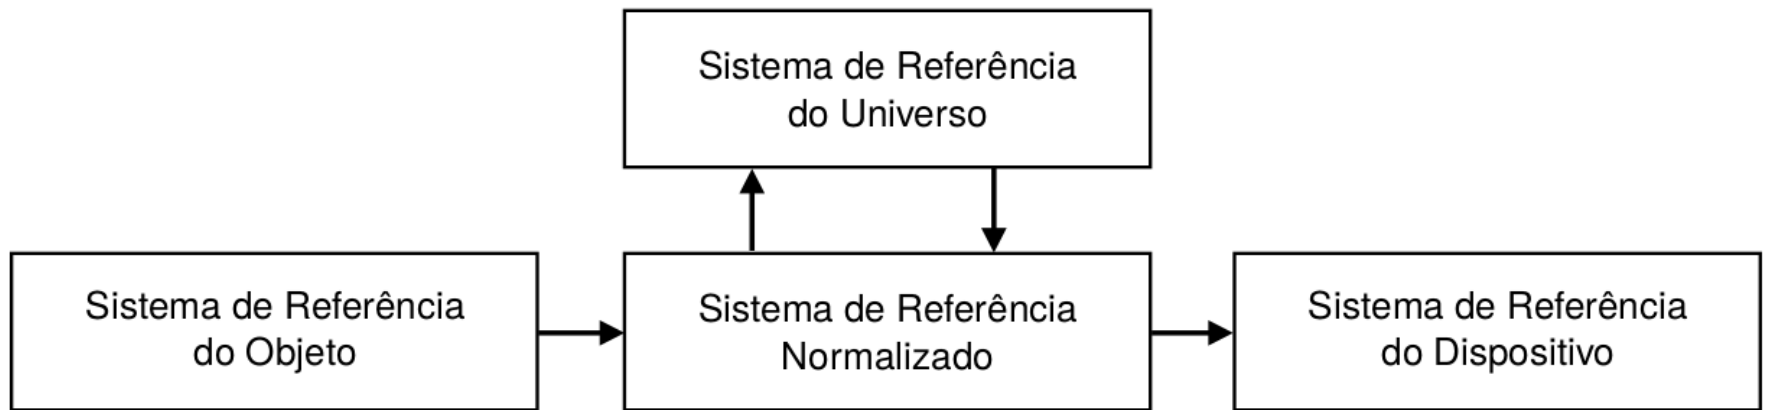 Sistema de Referência
do Universo
Sistema de Referência
do Objeto
Sistema de Referência
Normalizado
Sistema de Referência
do Dispositivo